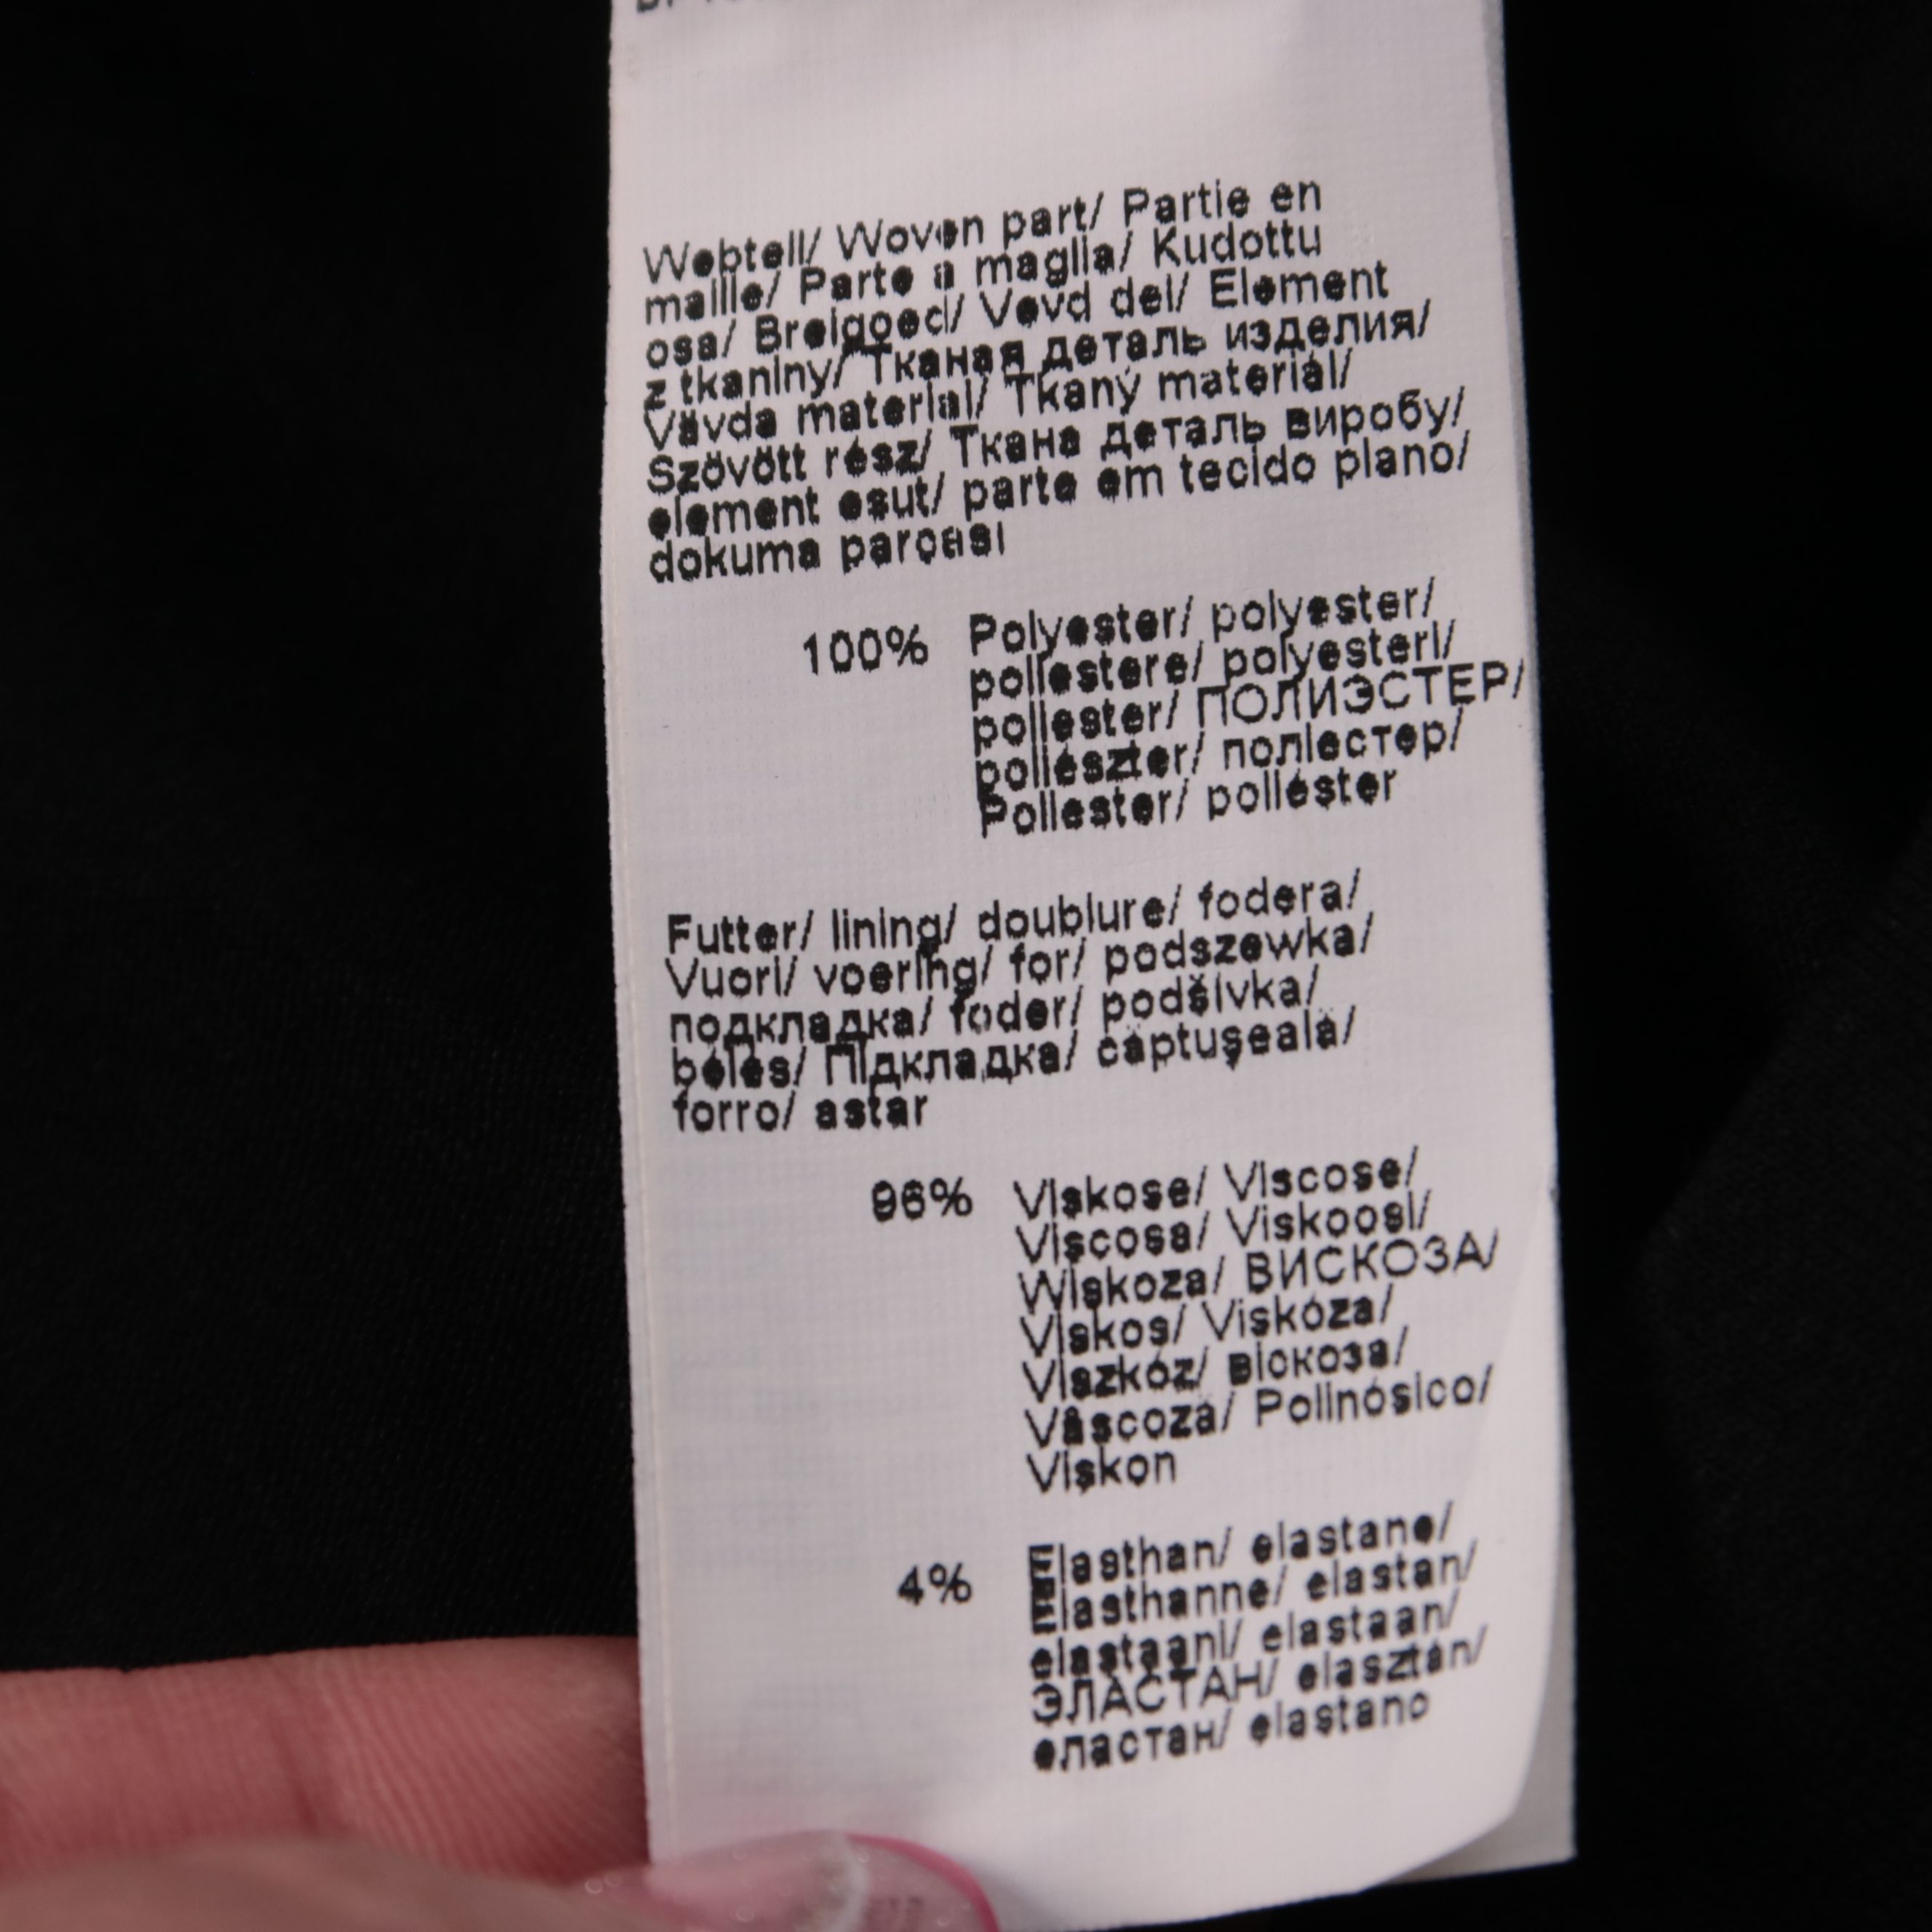 Webteil/ Woven part/ Partie en
maille/ Parte a maglia/ Kudottu
osa/ Breigoed/ Vævd del/ Element
z tkaniny/ Тканая деталь изделия/
Vävda material/ Tkaný materiál/
Szövött rész/ Ткана деталь виробу/
element esut/ parte em tecido plano/
dokuma parçası
100% Polyester/ polyester/
poliestere/ polyesteri/
poliester/ ПОЛИЭСТЕР/
poliészter/ поліестер/
Poliester/ poliéster
Futter/ lining/ doublure/ fodera/
Vuori/ voering/ for/ podszewka/
подкладка/ foder/ podšívka/
bélés/ Підкладка/ căptuşeală/
forro/ astar
96% Viskose/ Viscose/
Viscosa/ Viskoosi/
Wiskoza/ ВИСКОЗА/
Viskos/ Viskóza/
Viszkóz/ віскоза/
Vâscoză/ Polinósico/
Viskon
4% Elasthan/ elastane/
Elasthanne/ elastan/
elastaani/ elastaan/
ЭЛАСТАН/ elasztán/
еластан/ elastano